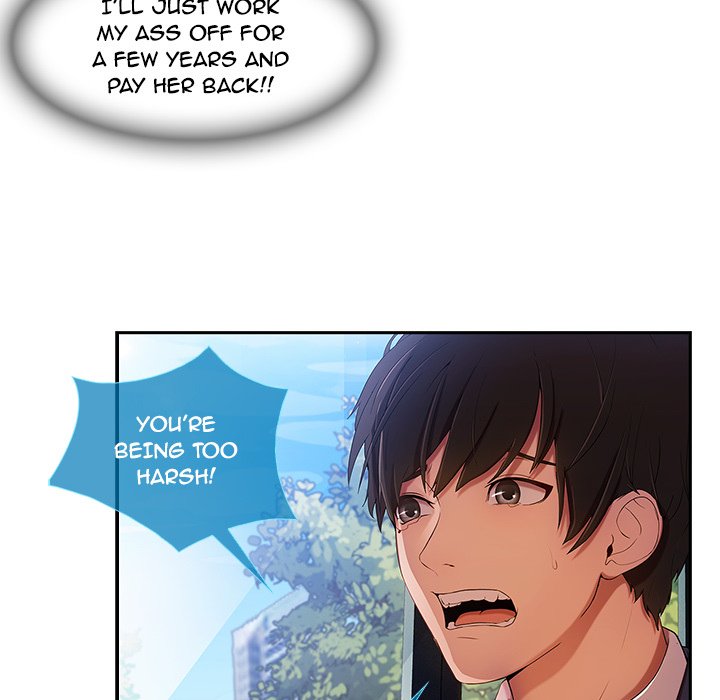 I'LL JUST WORK
MY ASS OFF FOR
A FEW YEARS AND
PAY HER BACK!!
YOU'RE
BEING TOO
HARSH!